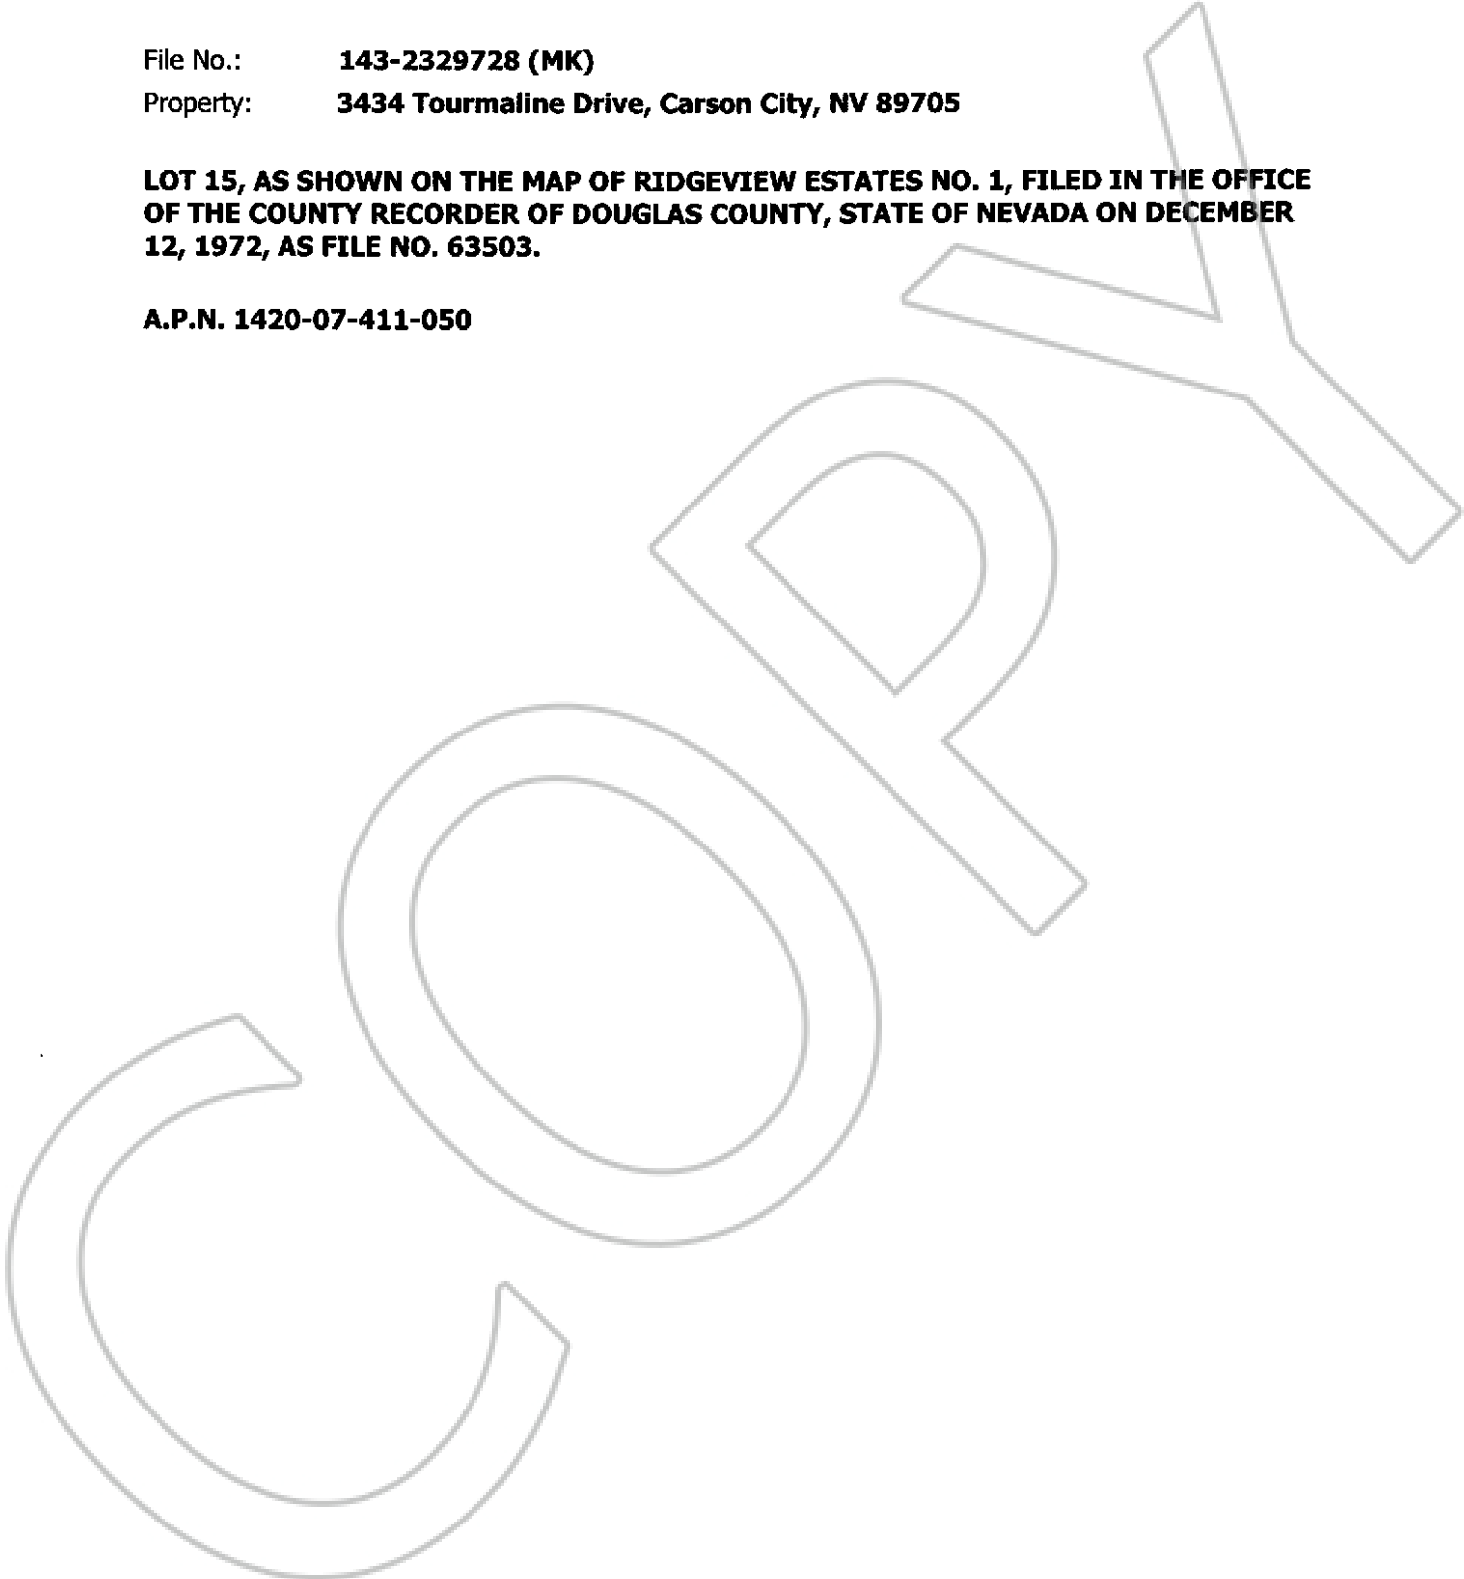 File No.: 143-2329728 (MK)
Property: 3434 Tourmaline Drive, Carson City, NV 89705
LOT 15, AS SHOWN ON THE MAP OF RIDGEVIEW ESTATES NO. 1, FILED IN THE OFFICE
OF THE COUNTY RECORDER OF DOUGLAS COUNTY, STATE OF NEVADA ON DECEMBER
12, 1972, AS FILE NO. 63503.
A.P.N. 1420-07-411-050
COPY